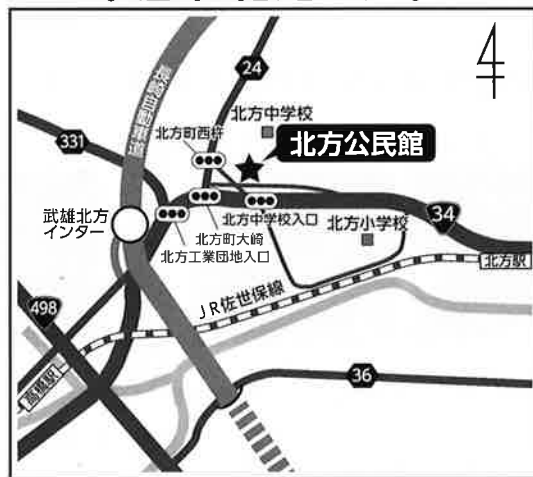 24
北方中学校
長崎自動車道
北方町西杵
331
北方公民館
武雄北方
インター
北方中学校入口
34
北方町大崎
北方小学校
北方工業団地入口
北方駅
JR佐世保線
498
高橋駅
36